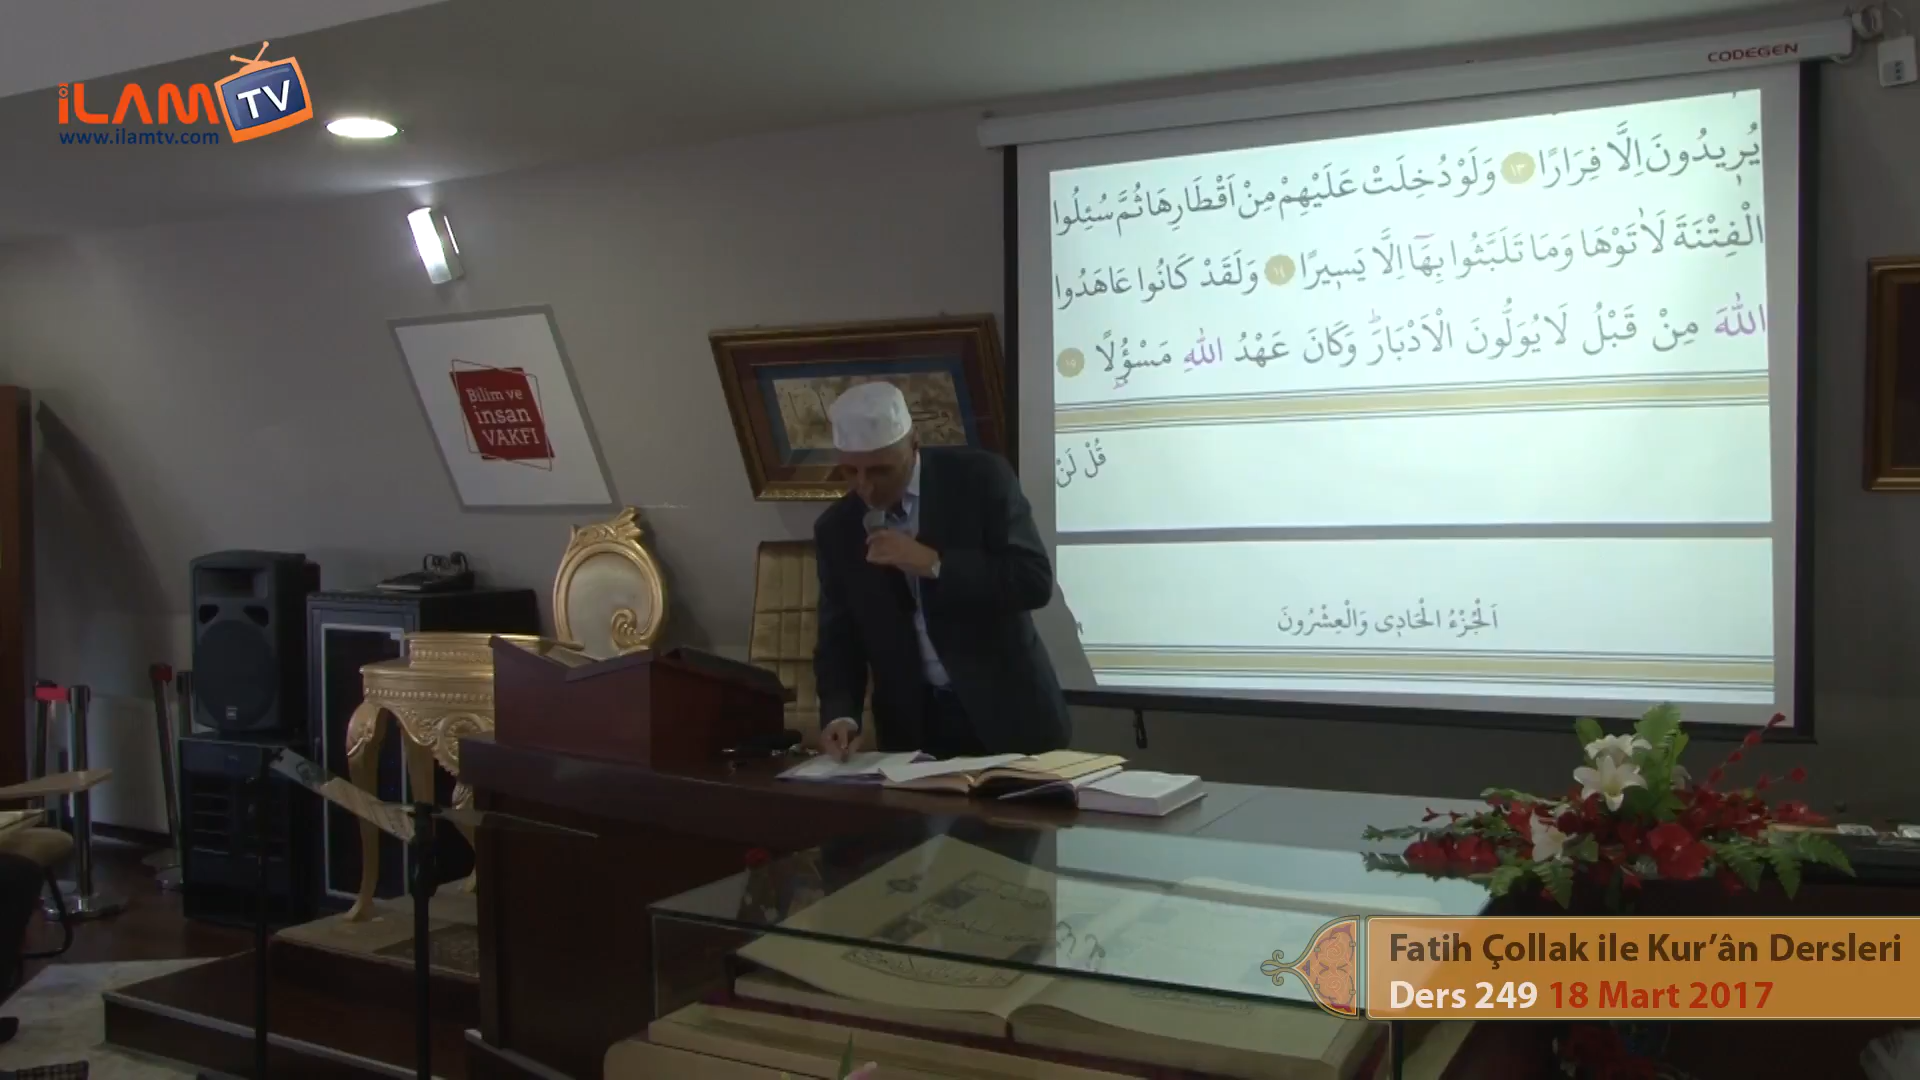 iLAM TV
www.ilamtv.com
CODEGEN
يُرِيدُونَ اِلَّا فِرَارًا ١٣ وَلَوْ دُخِلَتْ عَلَيْهِمْ مِنْ اَقْطَارِهَا ثُمَّ سُئِلُوا
الْفِتْنَةَ لَاٰتَوْهَا وَمَا تَلَبَّثُوا بِهَٓا اِلَّا يَسِيرًا ١٤ وَلَقَدْ كَانُوا عَاهَدُوا
اللّٰهَ مِنْ قَبْلُ لَا يُوَلُّونَ الْاَدْبَارَۜ وَكَانَ عَهْدُ اللّٰهِ مَسْؤُ۫لًا ١٥
قُلْ لَنْ
اَلْجُزْءُ الْحَادِى وَالْعِشْرُونَ
Bilim ve
insan
VAKFI
Fatih Çollak ile Kur’ân Dersleri
Ders 249 18 Mart 2017